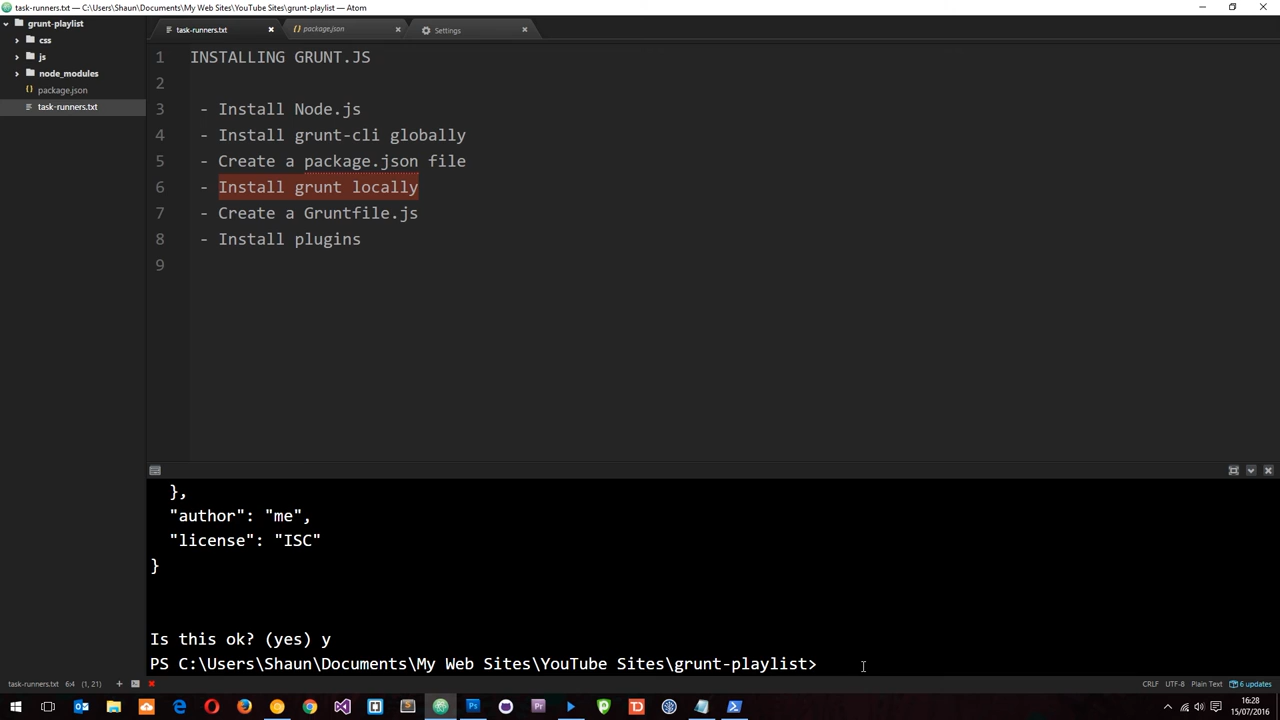 task-runners.txt — C:\Users\Shaun\Documents\My Web Sites\YouTube Sites\grunt-playlist — Atom
grunt-playlist
css
js
node_modules
package.json
task-runners.txt
task-runners.txt
package.json
Settings
1 INSTALLING GRUNT.JS
2
3 - Install Node.js
4 - Install grunt-cli globally
5 - Create a package.json file
6 - Install grunt locally
7 - Create a Gruntfile.js
8 - Install plugins
9
},
"author": "me",
"license": "ISC"
}
Is this ok? (yes) y
PS C:\Users\Shaun\Documents\My Web Sites\YouTube Sites\grunt-playlist>
task-runners.txt 6:4 (1, 21)
CRLF UTF-8 Plain Text 6 updates
16:28
15/07/2016